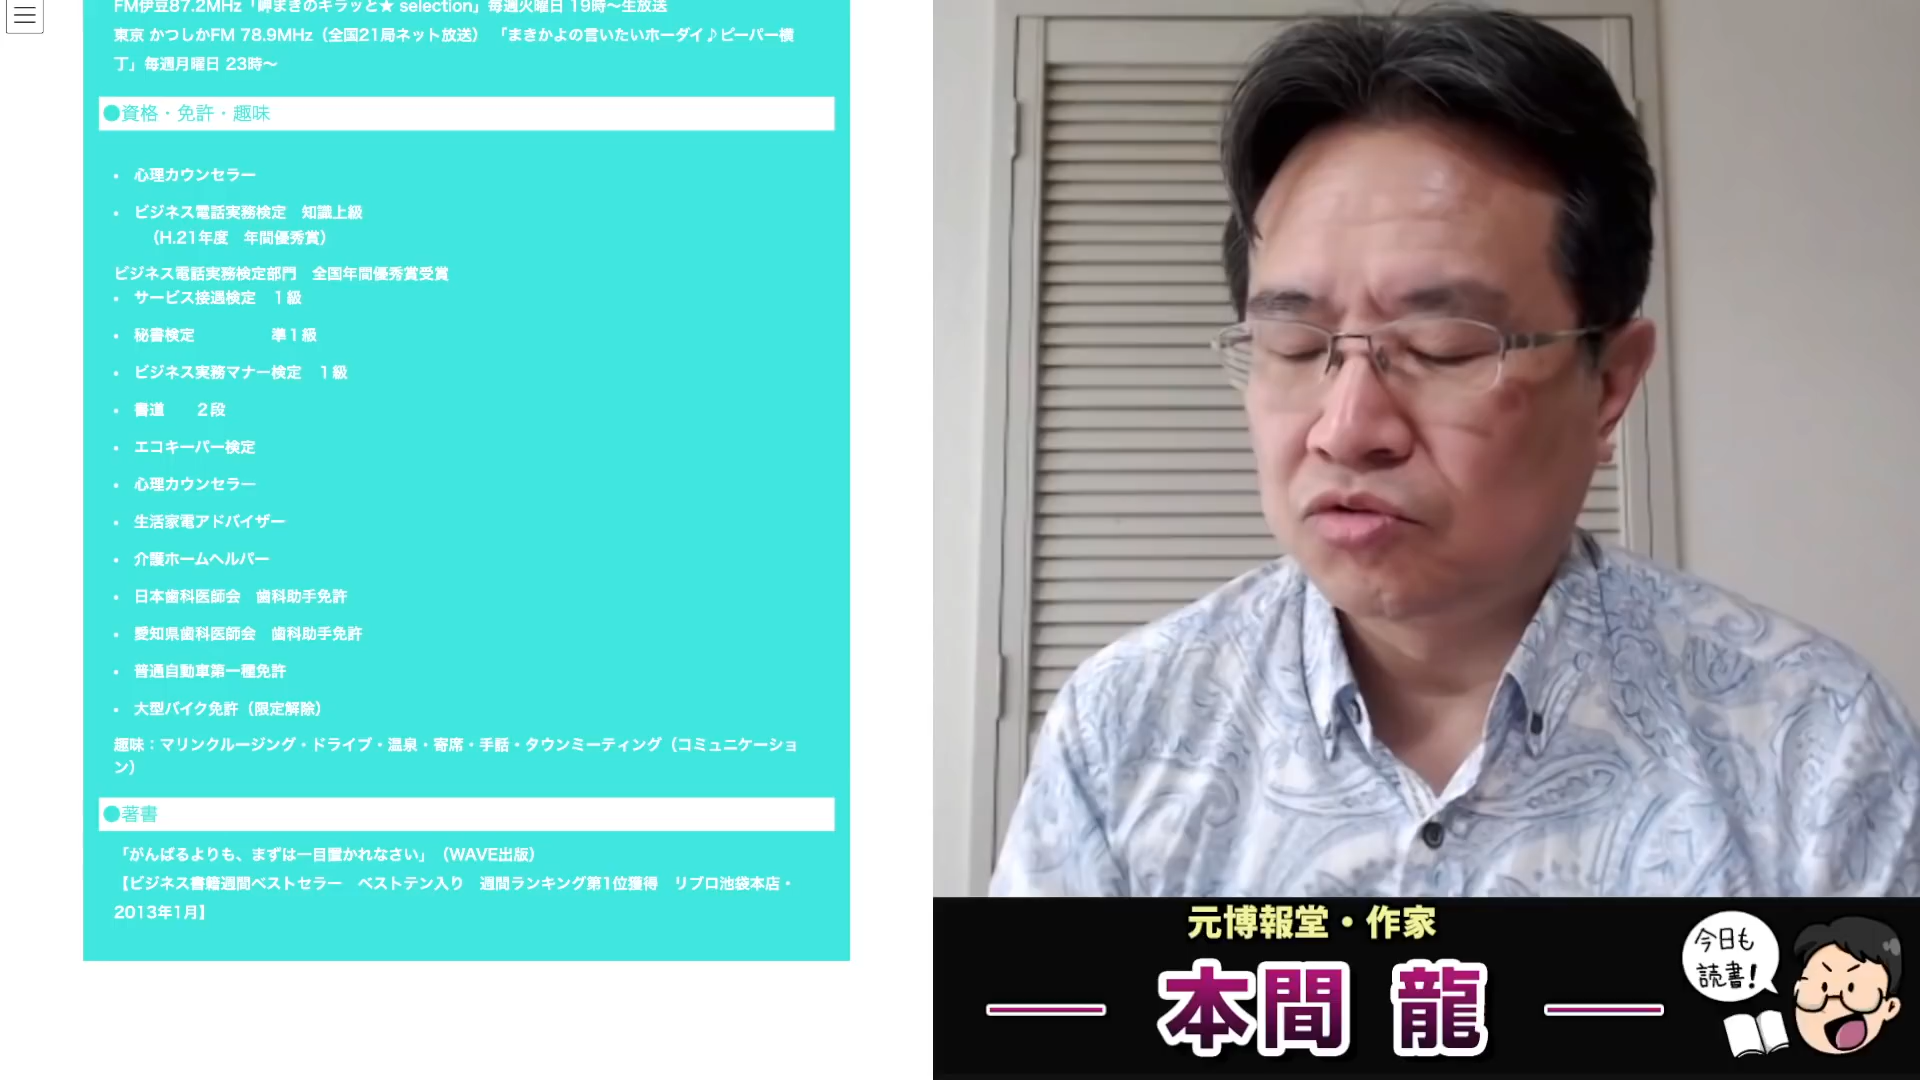 FM伊豆87.2MHz「岬まきのキラッと★ selection」毎週火曜日 19時〜生放送
東京 かつしかFM 78.9MHz（全国21局ネット放送） 「まきかよの言いたいホーダイ♪ピーパー横
丁」毎週月曜日 23時〜
●資格・免許・趣味
• 心理カウンセラー
• ビジネス電話実務検定 知識上級
（H.21年度 年間優秀賞）
ビジネス電話実務検定部門 全国年間優秀賞受賞
• サービス接遇検定 １級
• 秘書検定 準１級
• ビジネス実務マナー検定 １級
• 書道 ２段
• エコキーパー検定
• 心理カウンセラー
• 生活家電アドバイザー
• 介護ホームヘルパー
• 日本歯科医師会 歯科助手免許
• 愛知県歯科医師会 歯科助手免許
• 普通自動車第一種免許
• 大型バイク免許（限定解除）
趣味：マリンクルージング・ドライブ・温泉・寄席・手話・タウンミーティング（コミュニケーショ
ン）
●著書
「がんばるよりも、まずは一目置かれなさい」（WAVE出版）
【ビジネス書籍週間ベストセラー ベストテン入り 週間ランキング第1位獲得 リブロ池袋本店・
2013年1月】
元博報堂・作家
本間 龍
今日も
読書!